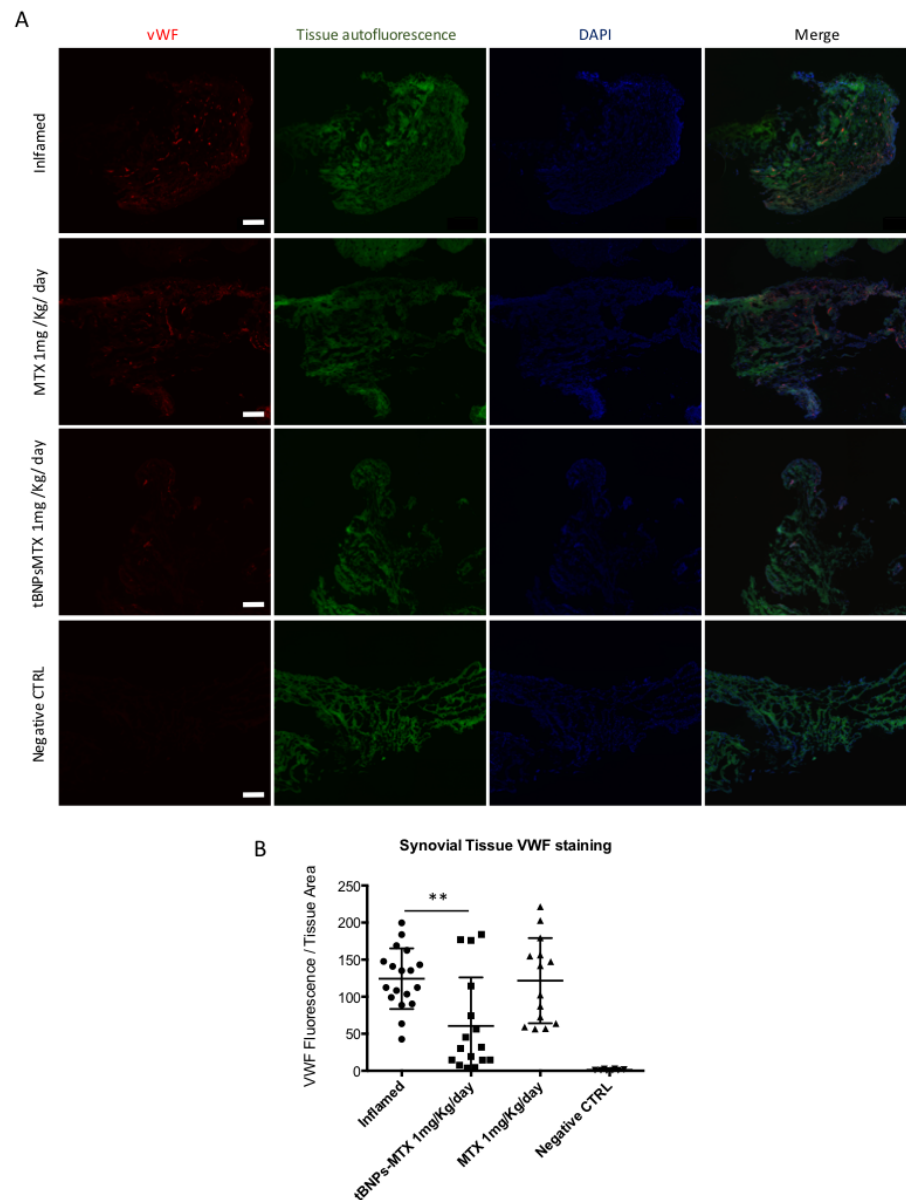 A
vWF Tissue autofluorescence DAPI Merge
Inlfamed
MTX 1mg /Kg/ day
tBNPsMTX 1mg /Kg/ day
Negative CTRL
B
Synovial Tissue VWF staining
VWF Fluorescence / Tissue Area
250
200
150
100
50
0
**
Inflamed
tBNPs-MTX 1mg/Kg/day
MTX 1mg/Kg/day
Negative CTRL